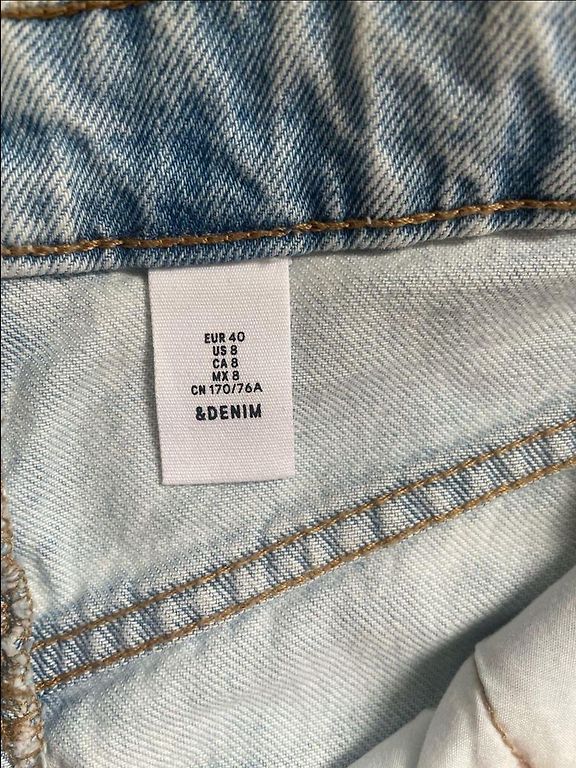 EUR 40
US 8
CA 8
MX 8
CN 170/76A
&DENIM